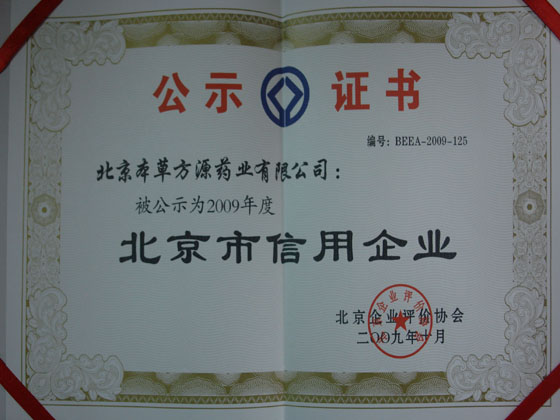 公示证书
编号: BEEA-2009-125
北京本草方源药业有限公司:
被公示为2009年度
北京市信用企业
北京企业评价协会
二〇〇九年十月